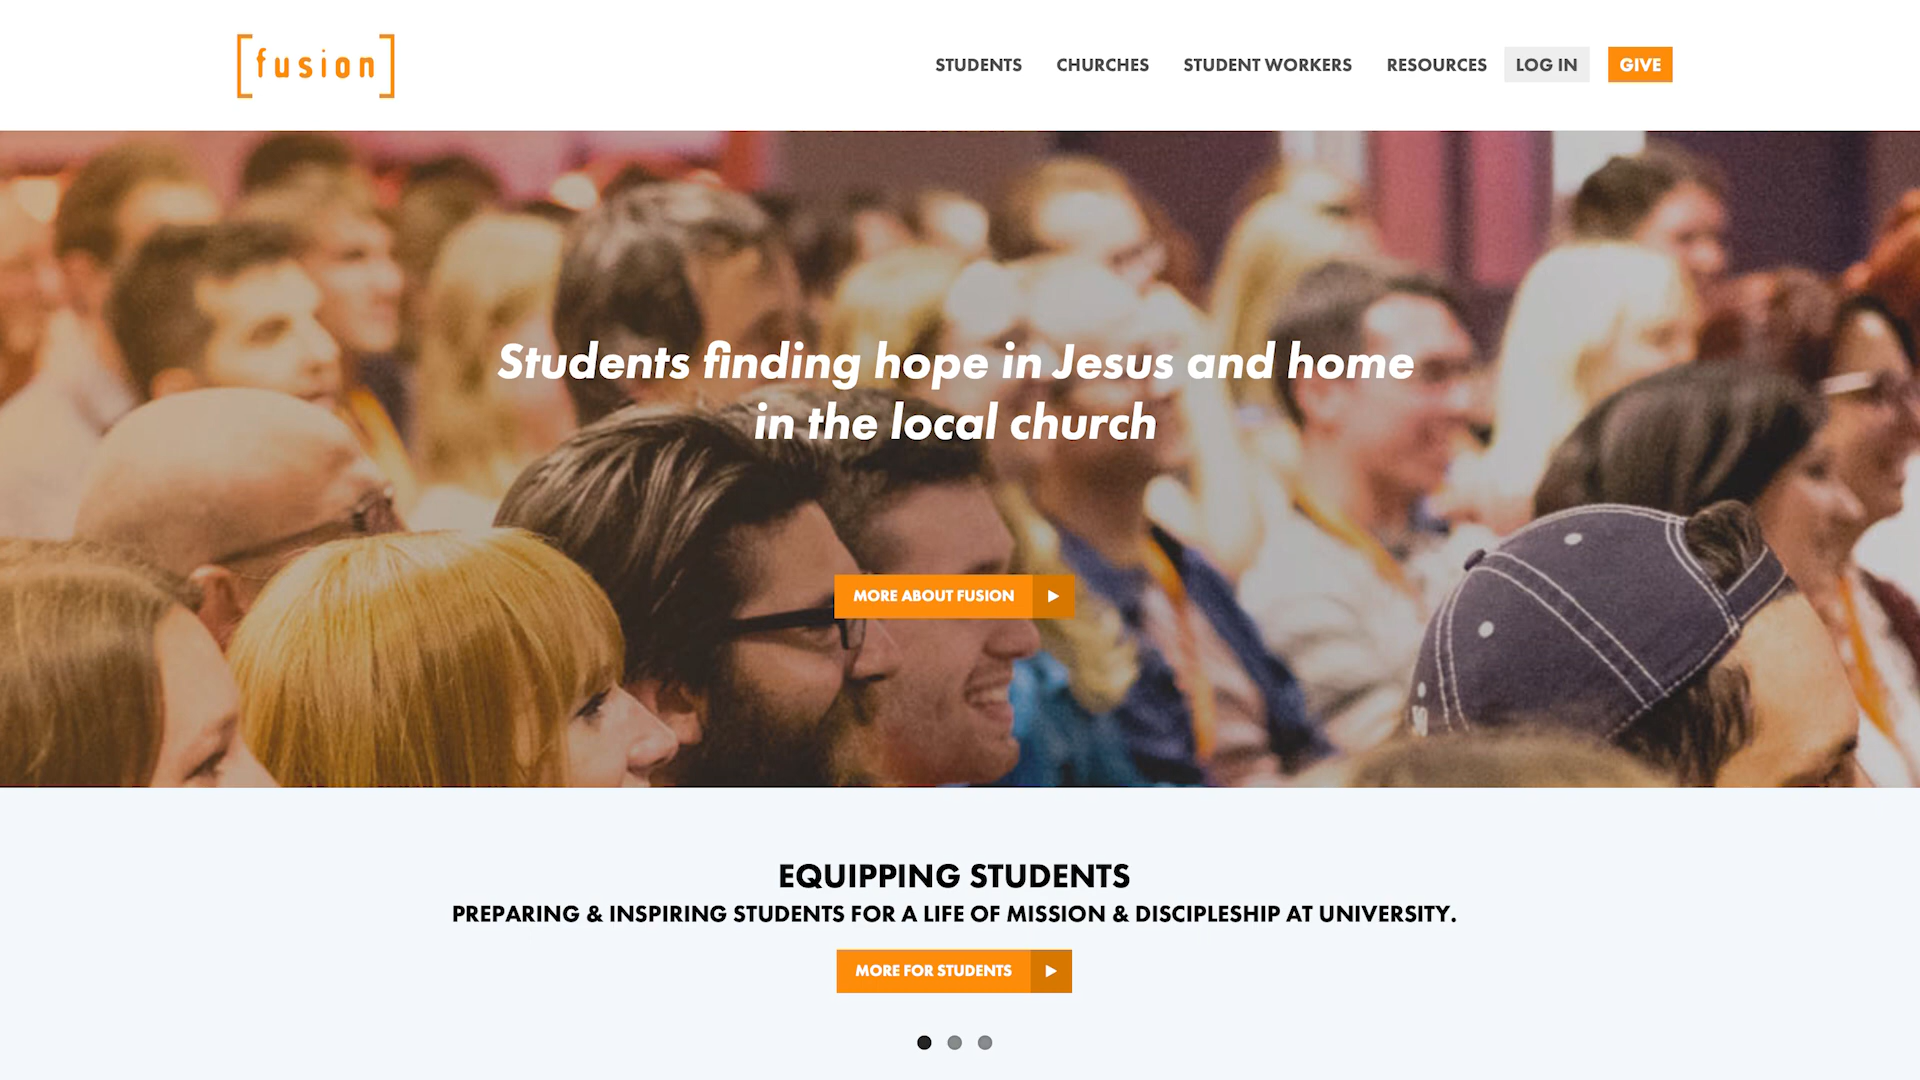 [fusion]
STUDENTS CHURCHES STUDENT WORKERS RESOURCES LOG IN GIVE
Students finding hope in Jesus and home
in the local church
MORE ABOUT FUSION
EQUIPPING STUDENTS
PREPARING & INSPIRING STUDENTS FOR A LIFE OF MISSION & DISCIPLESHIP AT UNIVERSITY.
MORE FOR STUDENTS